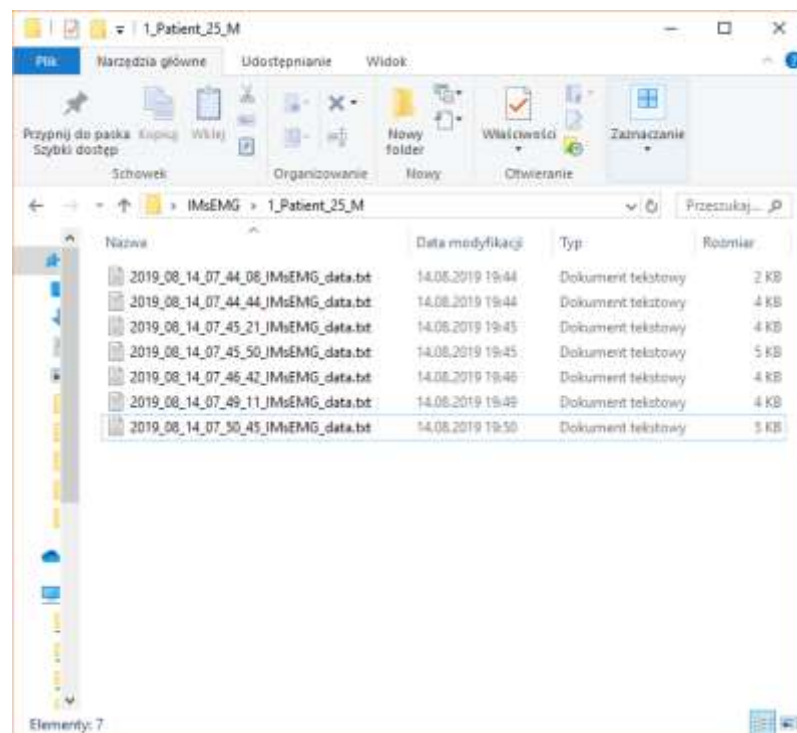 1_Patient_25_M
Plik Narzędzia główne Udostępnianie Widok
Przypnij do paska Szybki dostęp
Kopiuj
Wklej
Nowy folder
Właściwości
Zaznaczanie
Schowek Organizowanie Nowy Otwieranie
IMsEMG > 1_Patient_25_M
Przeszukaj...
Nazwa Data modyfikacji Typ Rozmiar
2019_08_14_07_44_08_IMsEMG_data.txt 14.08.2019 19:44 Dokument tekstowy 2 KB
2019_08_14_07_44_44_IMsEMG_data.txt 14.08.2019 19:44 Dokument tekstowy 4 KB
2019_08_14_07_45_21_IMsEMG_data.txt 14.08.2019 19:45 Dokument tekstowy 4 KB
2019_08_14_07_45_50_IMsEMG_data.txt 14.08.2019 19:45 Dokument tekstowy 5 KB
2019_08_14_07_46_42_IMsEMG_data.txt 14.08.2019 19:46 Dokument tekstowy 4 KB
2019_08_14_07_49_11_IMsEMG_data.txt 14.08.2019 19:49 Dokument tekstowy 4 KB
2019_08_14_07_50_45_IMsEMG_data.txt 14.08.2019 19:50 Dokument tekstowy
Elementy: 7